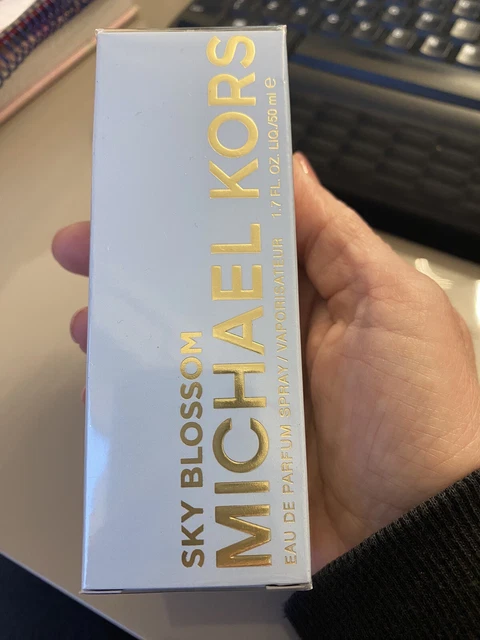 SKY BLOSSOM
MICHAEL KORS
EAU DE PARFUM SPRAY/VAPORISATEUR 1.7 FL. OZ. LIQ./50 ml e